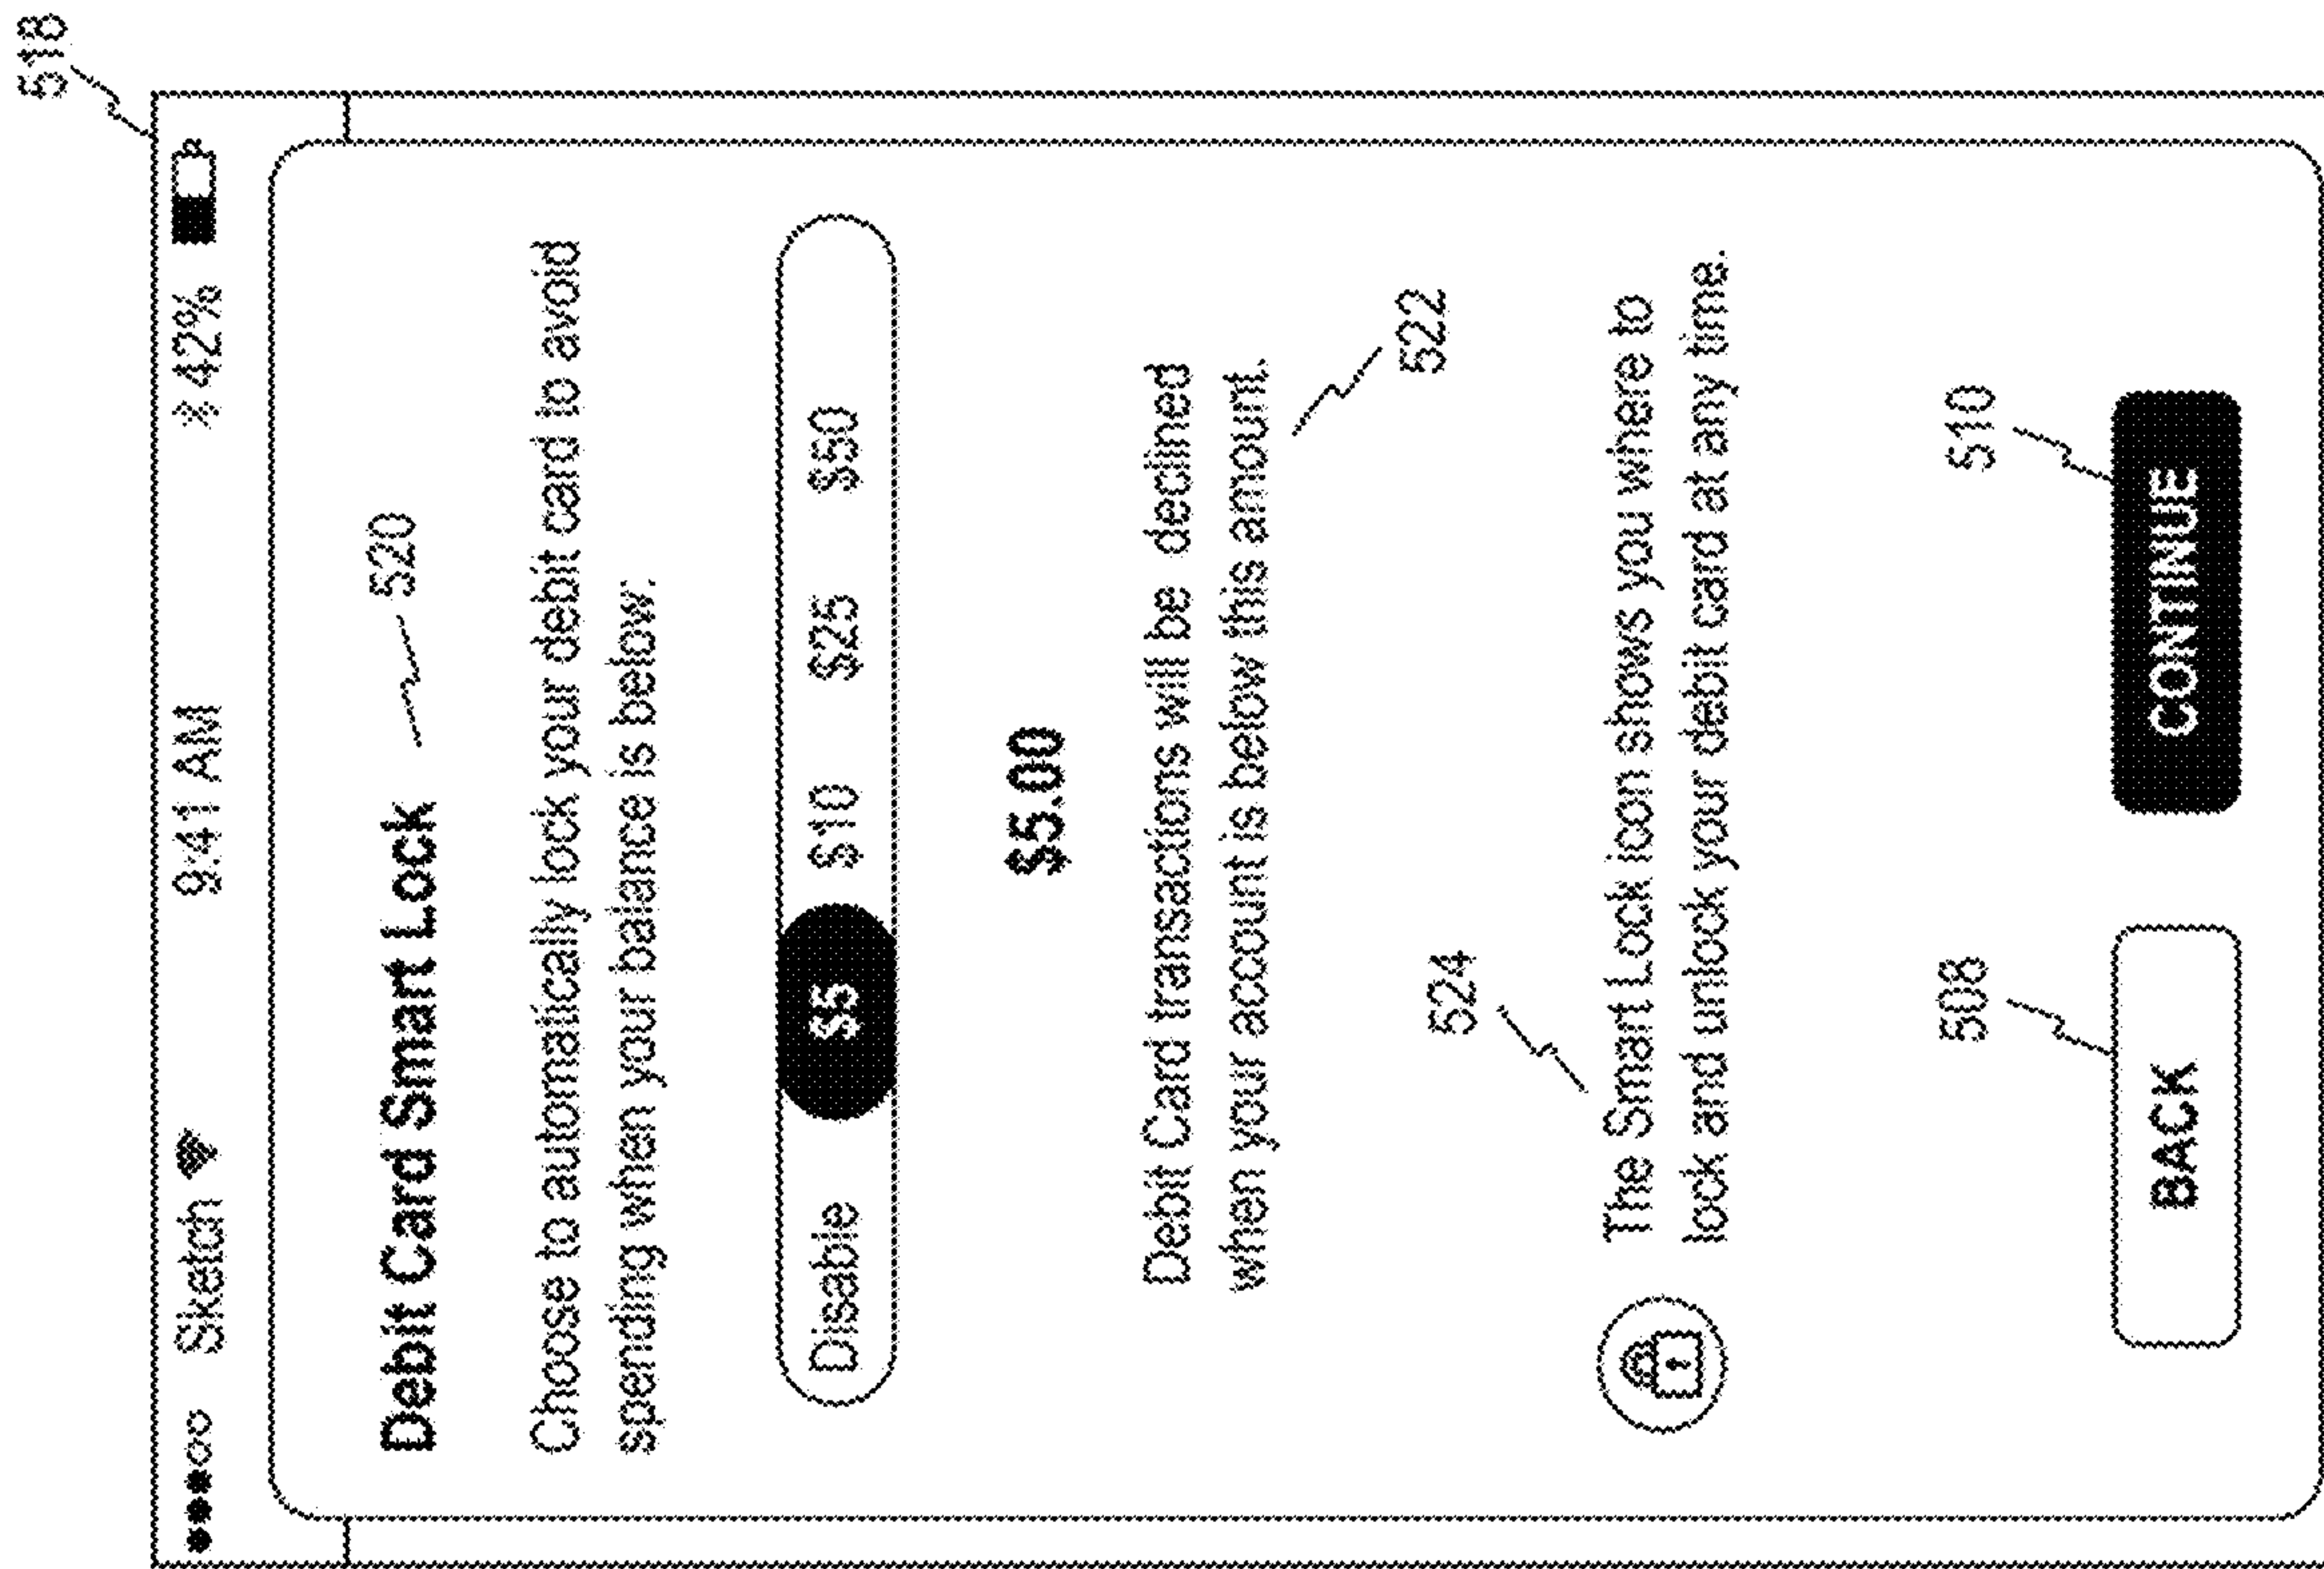 518
Sketch 9:41 AM 42%
Debit Card Smart Lock 520
Choose to automatically lock your debit card to avoid
spending when your balance is below:
Disable $5 $10 $25 $50
$5.00
Debit Card transactions will be declined
when your account is below this amount.
522
524
The Smart Lock icon shows you where to
lock and unlock your debit card at any time.
508 510
BACK CONTINUE